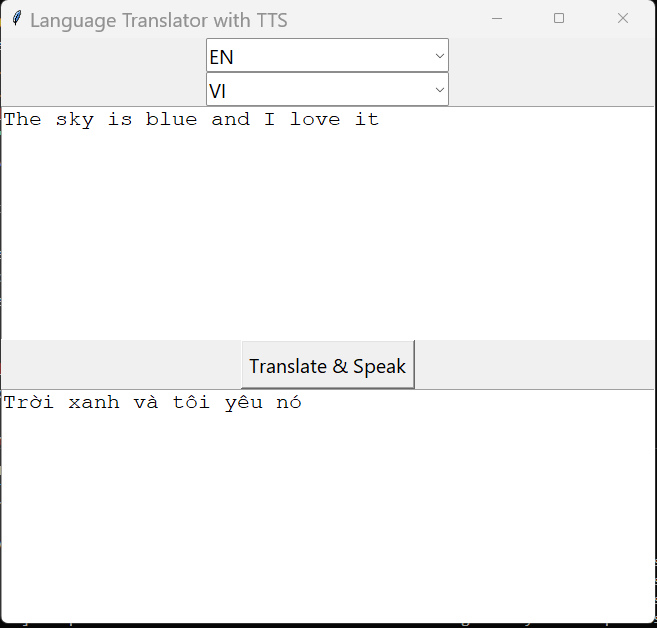 Language Translator with TTS
EN
VI
The sky is blue and I love it
Translate & Speak
Trời xanh và tôi yêu nó